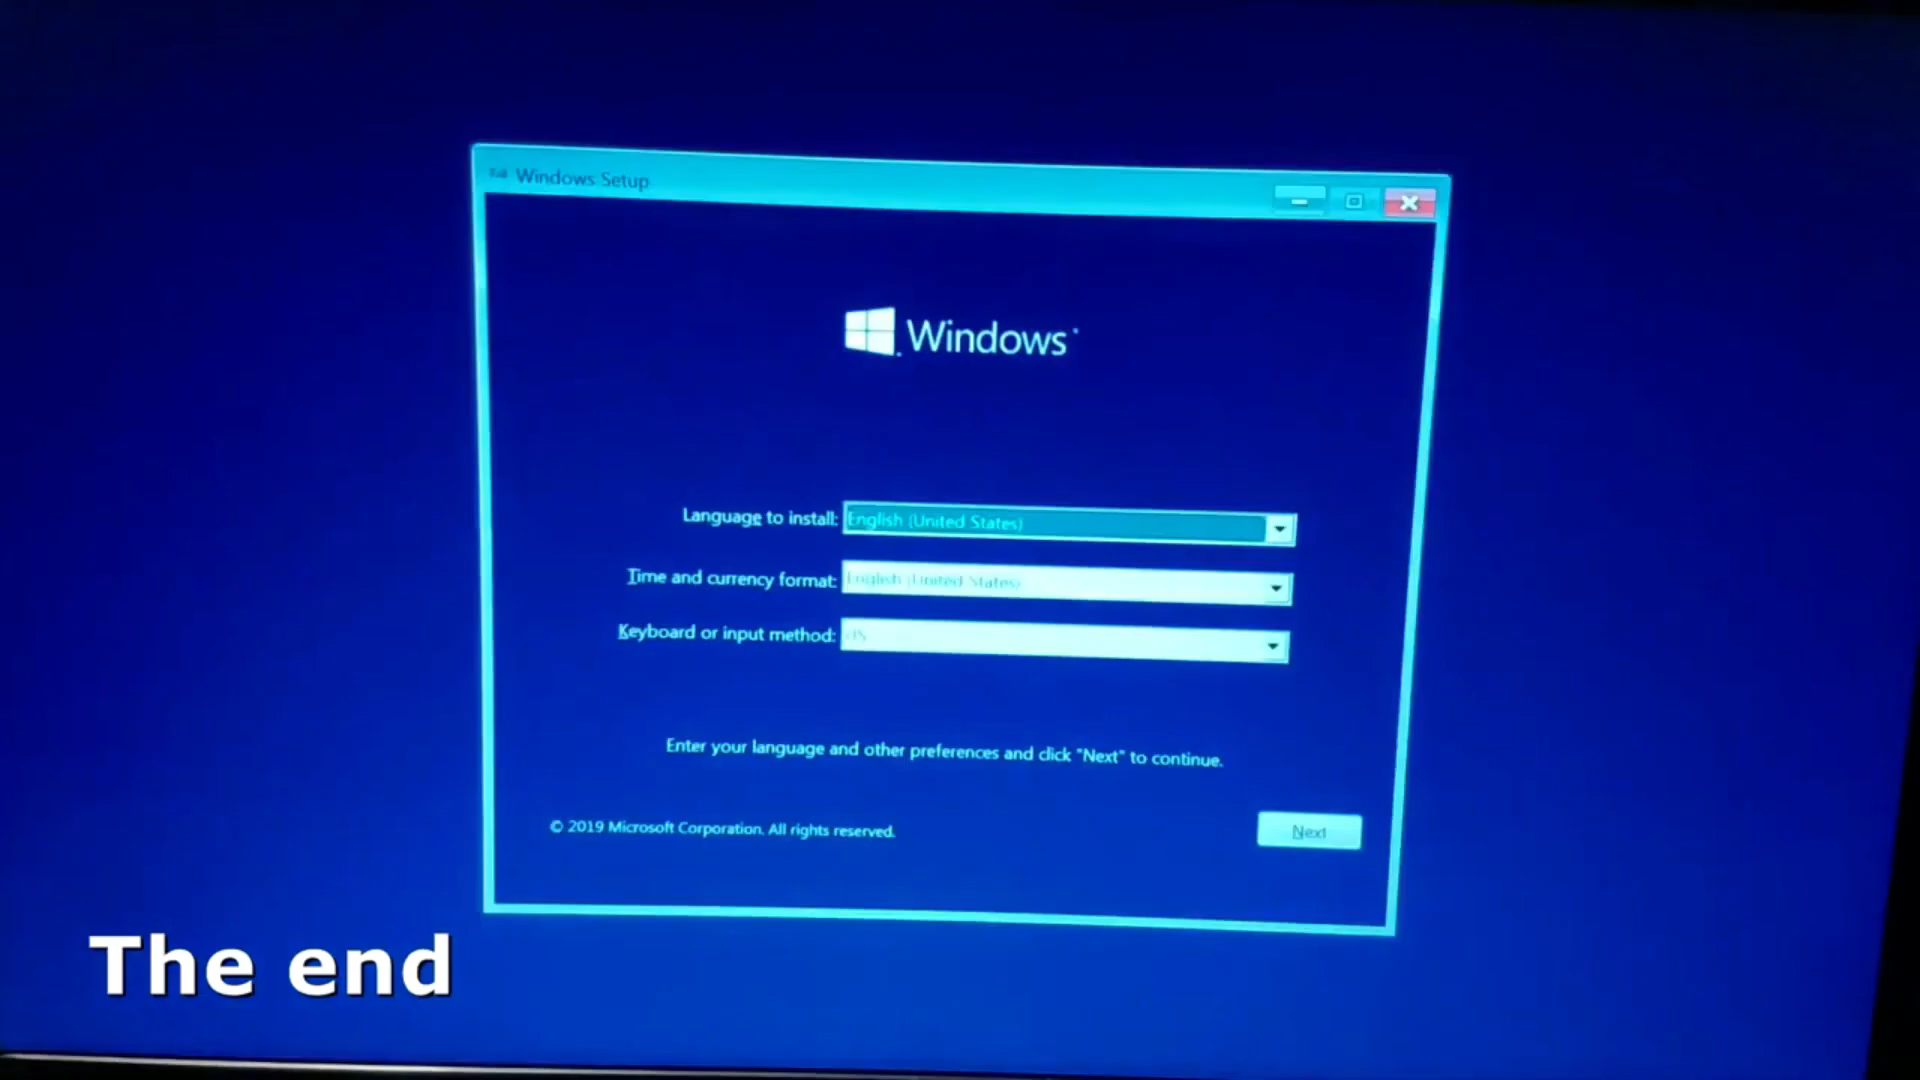 Windows Setup
Windows
Language to install: English (United States)
Time and currency format: English (United States)
Keyboard or input method: US
Enter your language and other preferences and click "Next" to continue.
© 2019 Microsoft Corporation. All rights reserved.
Next
The end